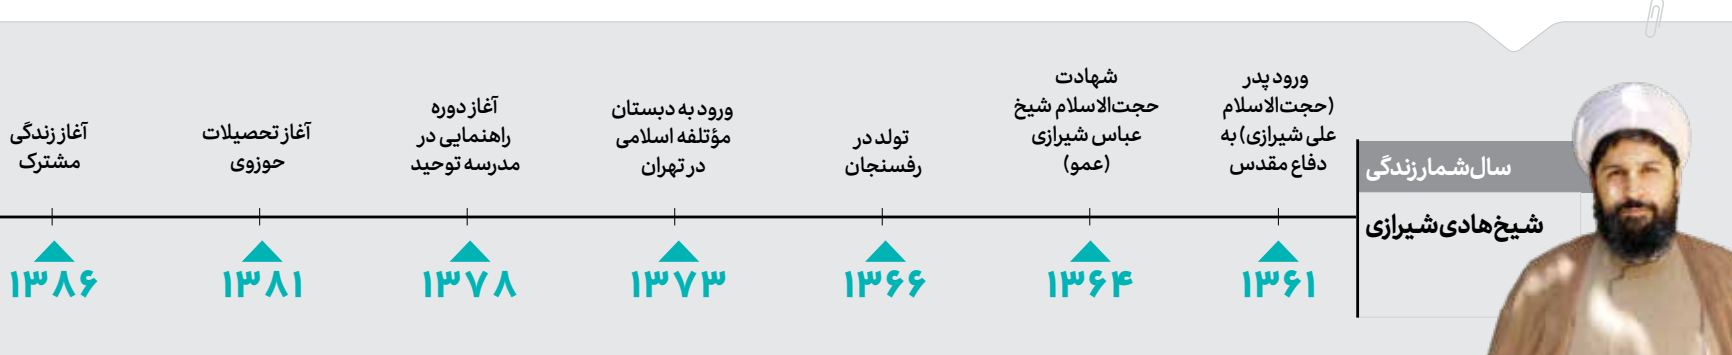 سال‌شمار زندگی
شیخ‌هادی شیرازی
ورود پدر
(حجت‌الاسلام
علی شیرازی) به
دفاع مقدس
۱۳۶۱
شهادت
حجت‌الاسلام شیخ
عباس شیرازی
(عمو)
۱۳۶۴
تولد در
رفسنجان
۱۳۶۶
ورود به دبستان
مؤتلفه اسلامی
در تهران
۱۳۷۳
آغاز دوره
راهنمایی در
مدرسه توحید
۱۳۷۸
آغاز تحصیلات
حوزوی
۱۳۸۱
آغاز زندگی
مشترک
۱۳۸۶